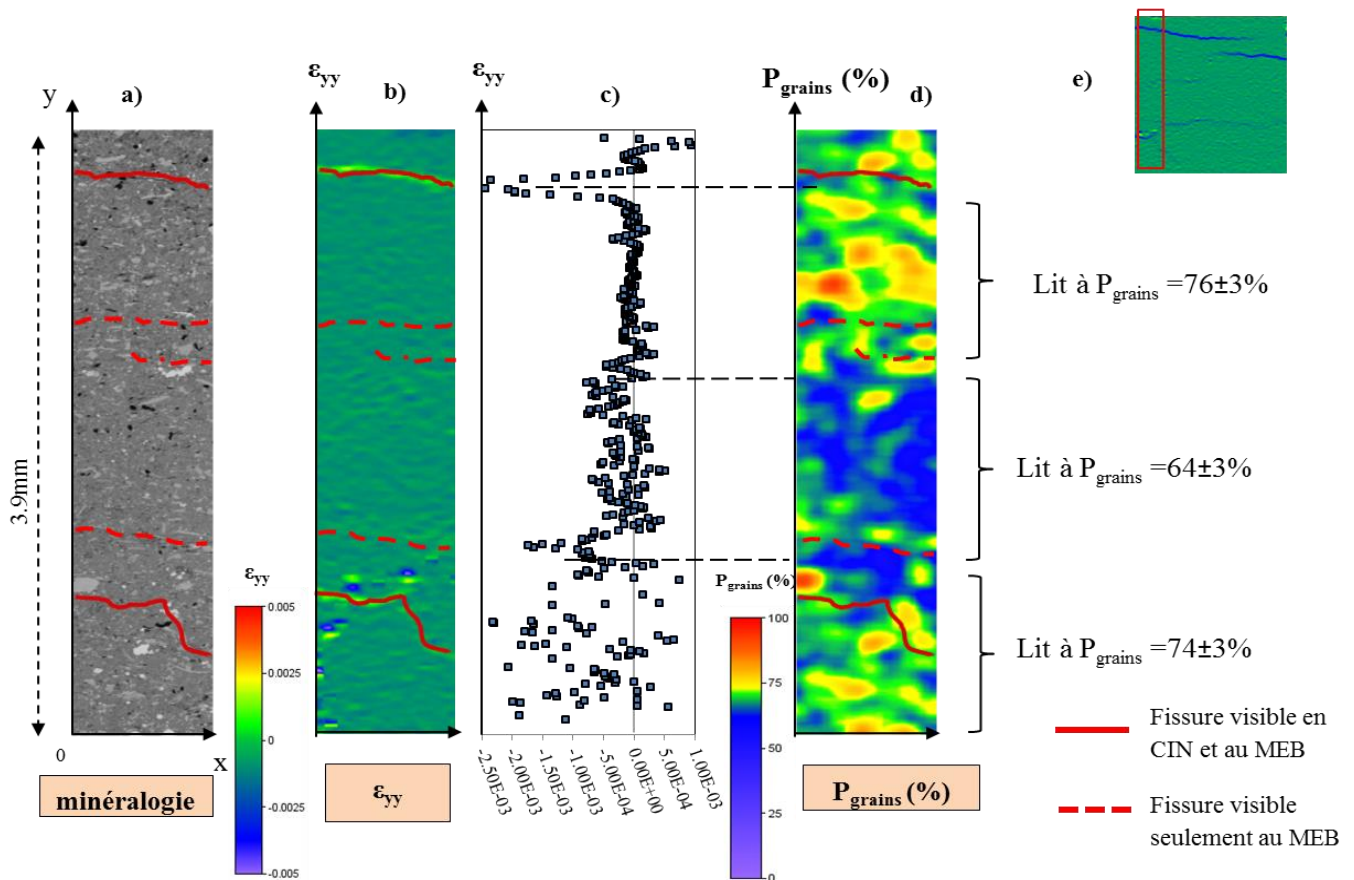 εyy
εyy
Pgrains (%)
e)
y
a)
b)
c)
d)
3.9mm
Lit à Pgrains =76±3%
Lit à Pgrains =64±3%
Lit à Pgrains =74±3%
εyy
0.005
0.0025
0
-0.0025
-0.005
Pgrains (%)
100
75
50
25
0
0
x
minéralogie
εyy
-2.50E-03
-2.00E-03
-1.50E-03
-1.00E-03
-5.00E-04
0.00E+00
5.00E-04
1.00E-03
Pgrains (%)
Fissure visible en
CIN et au MEB
Fissure visible
seulement au MEB